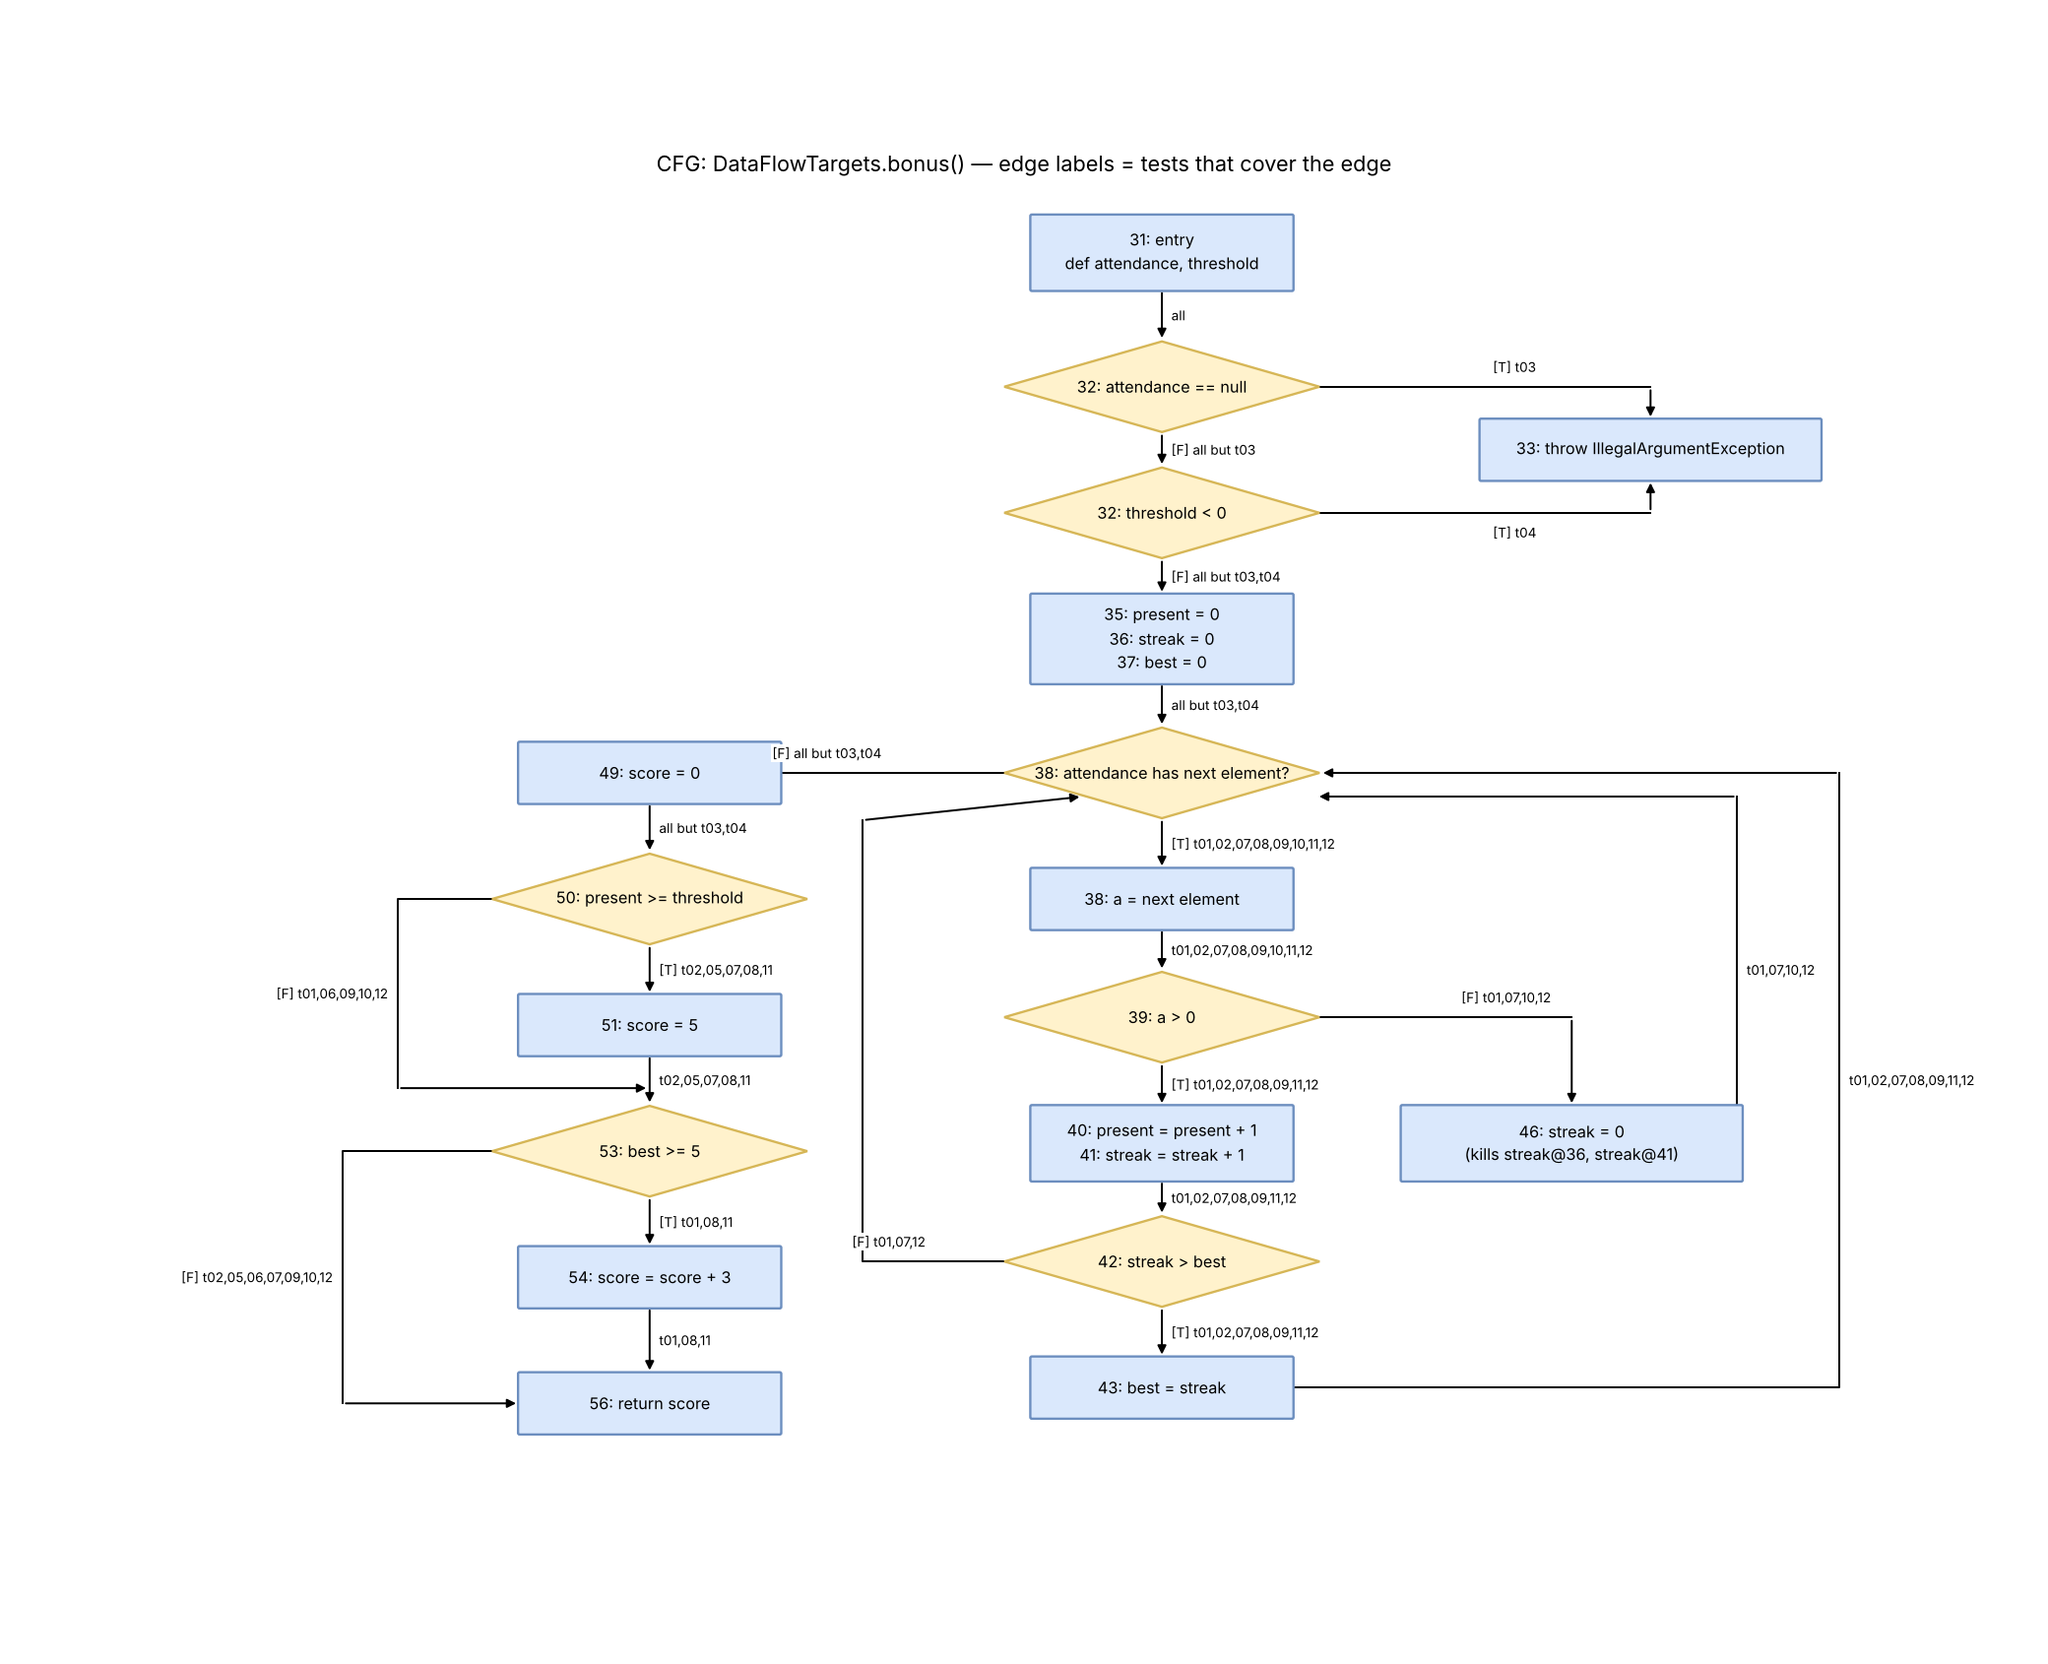 CFG: DataFlowTargets.bonus() — edge labels = tests that cover the edge
31: entry
def attendance, threshold
all
32: attendance == null
[T] t03
33: throw IllegalArgumentException
[F] all but t03
32: threshold < 0
[T] t04
[F] all but t03,t04
35: present = 0
36: streak = 0
37: best = 0
all but t03,t04
38: attendance has next element?
[F] all but t03,t04
49: score = 0
all but t03,t04
50: present >= threshold
[F] t01,06,09,10,12
[T] t02,05,07,08,11
51: score = 5
t02,05,07,08,11
53: best >= 5
[F] t02,05,06,07,09,10,12
[T] t01,08,11
54: score = score + 3
t01,08,11
56: return score
[T] t01,02,07,08,09,10,11,12
38: a = next element
t01,02,07,08,09,10,11,12
39: a > 0
[F] t01,07,10,12
t01,07,10,12
[T] t01,02,07,08,09,11,12
40: present = present + 1
41: streak = streak + 1
46: streak = 0
(kills streak@36, streak@41)
t01,02,07,08,09,11,12
t01,02,07,08,09,11,12
42: streak > best
[F] t01,07,12
[T] t01,02,07,08,09,11,12
43: best = streak